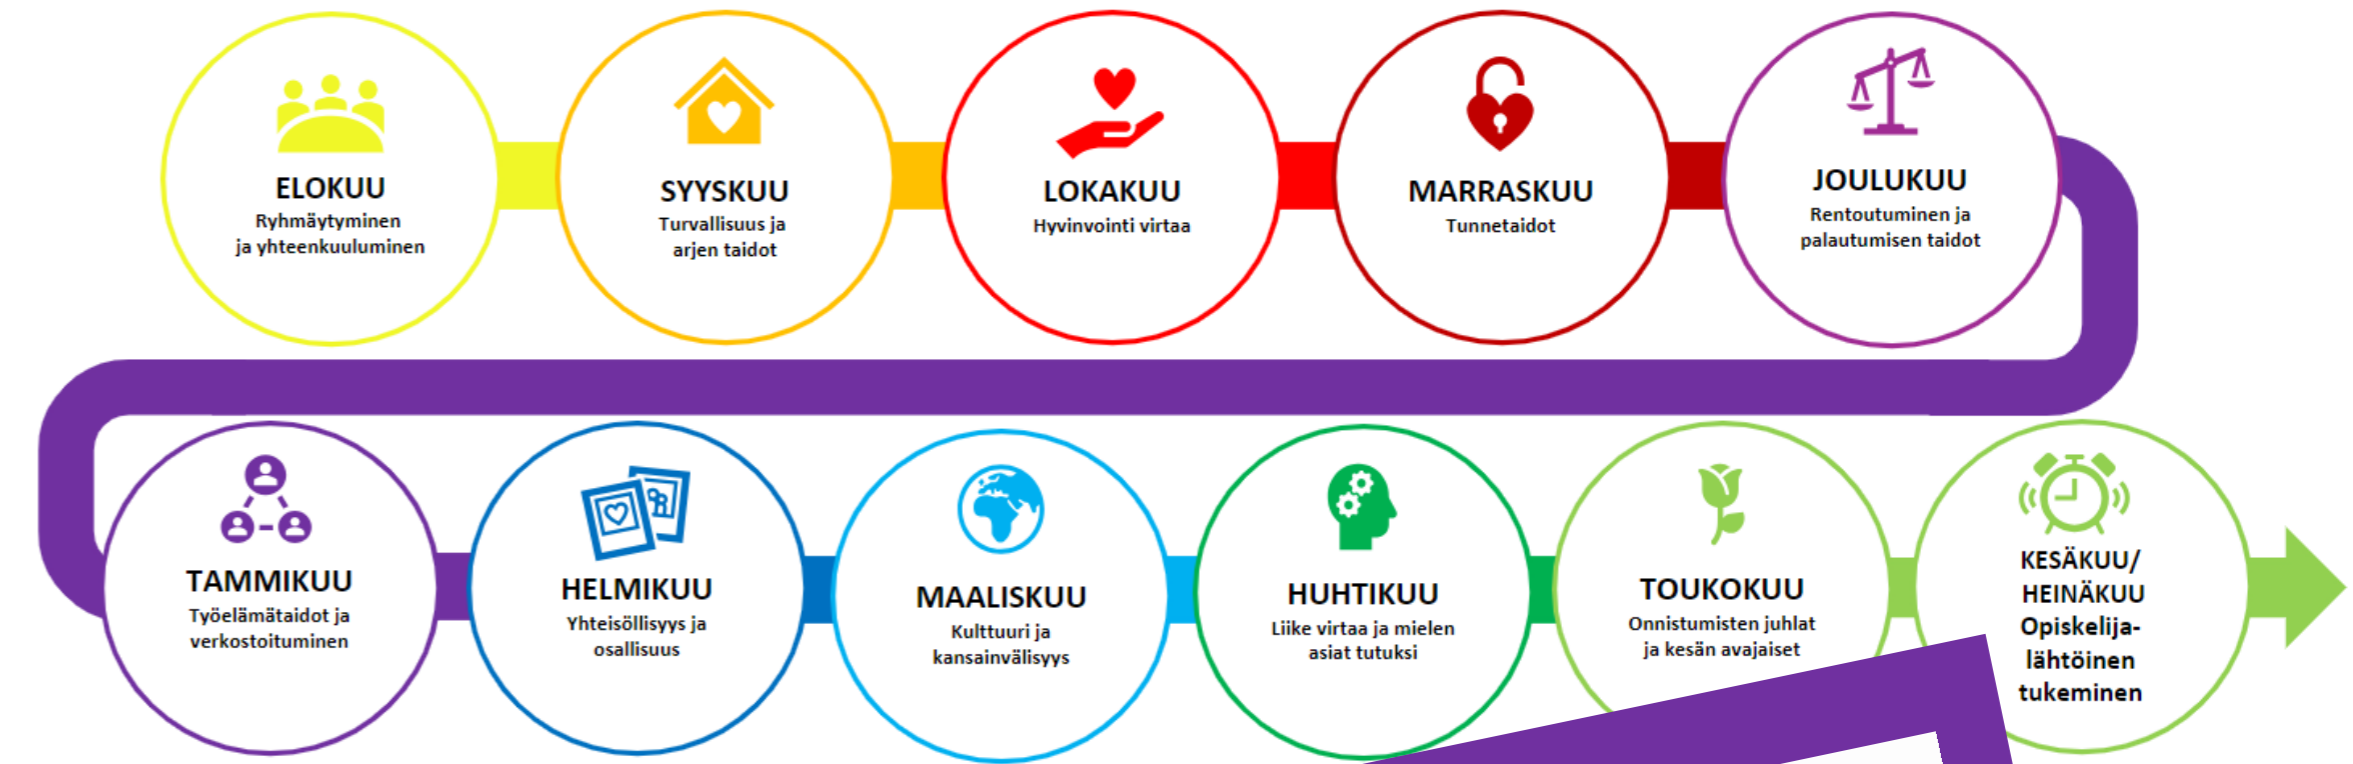 ELOKUU
Ryhmäytyminen
ja yhteenkuuluminen
SYYSKUU
Turvallisuus ja
arjen taidot
LOKAKUU
Hyvinvointi virtaa
MARRASKUU
Tunnetaidot
JOULUKUU
Rentoutuminen ja
palautumisen taidot
TAMMIKUU
Työelämätaidot ja
verkostoituminen
HELMIKUU
Yhteisöllisyys ja
osallisuus
MAALISKUU
Kulttuuri ja
kansainvälisyys
HUHTIKUU
Liike virtaa ja mielen
asiat tutuksi
TOUKOKUU
Onnistumisten juhlat
ja kesän avajaiset
KESÄKUU/
HEINÄKUU
Opiskelija-
lähtöinen
tukeminen